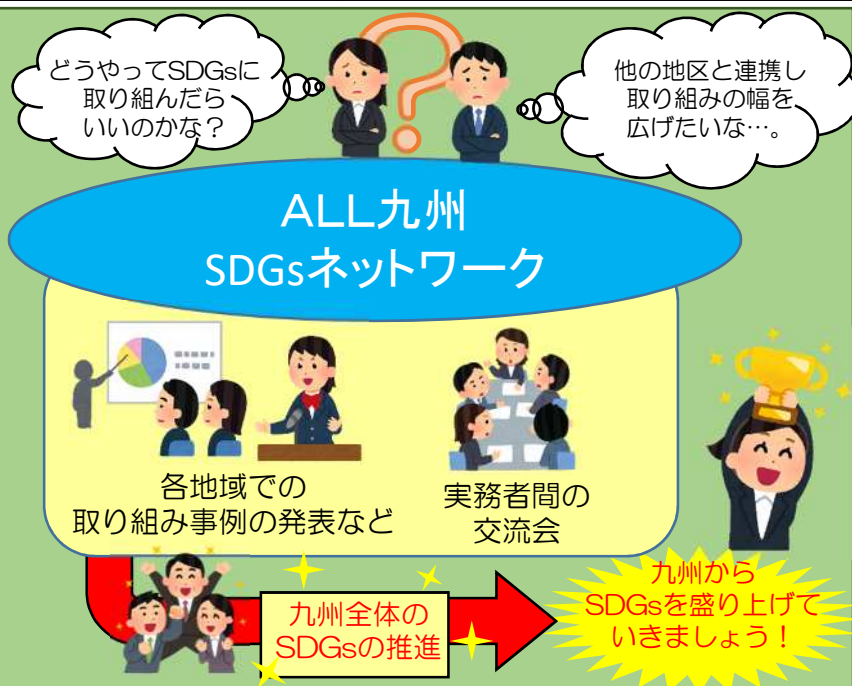 どうやってSDGsに
取り組んだら
いいのかな？
他の地区と連携し
取り組みの幅を
広げたいな…。
ALL九州
SDGsネットワーク
各地域での
取り組み事例の発表など
実務者間の
交流会
九州全体の
SDGsの推進
九州から
SDGsを盛り上げて
いきましょう！